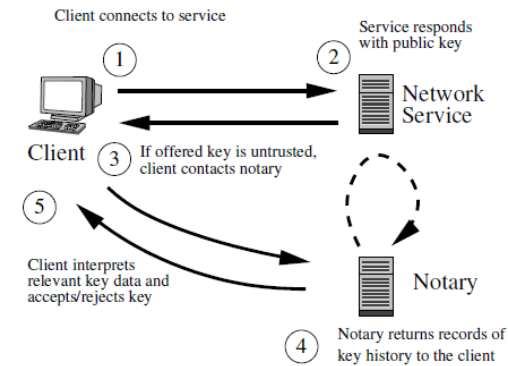 Client connects to service
1
2
Service responds
with public key
Network
Service
Client
3
If offered key is untrusted,
client contacts notary
5
Client interprets
relevant key data and
accepts/rejects key
Notary
4
Notary returns records of
key history to the client